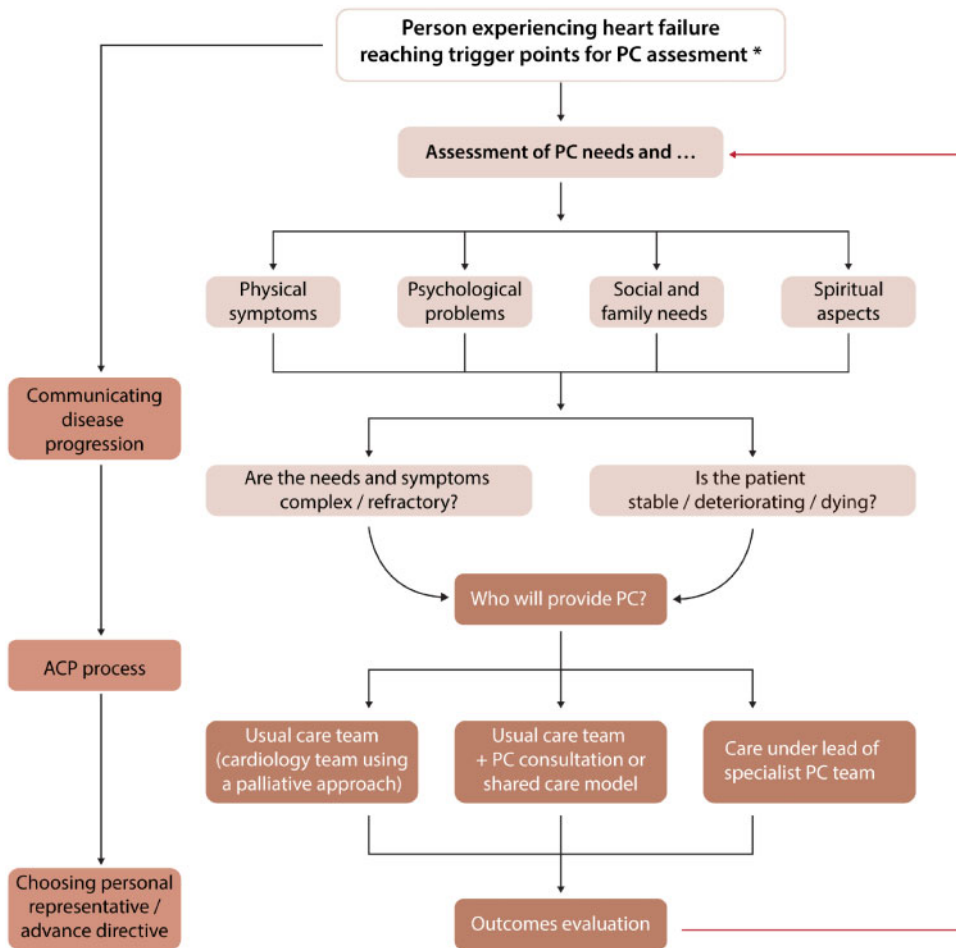 Person experiencing heart failure
reaching trigger points for PC assesment *
Assessment of PC needs and …
Physical
symptoms
Psychological
problems
Social and
family needs
Spiritual
aspects
Communicating
disease
progression
Are the needs and symptoms
complex / refractory?
Is the patient
stable / deteriorating / dying?
Who will provide PC?
ACP process
Usual care team
(cardiology team using
a palliative approach)
Usual care team
+ PC consultation or
shared care model
Care under lead of
specialist PC team
Choosing personal
representative /
advance directive
Outcomes evaluation